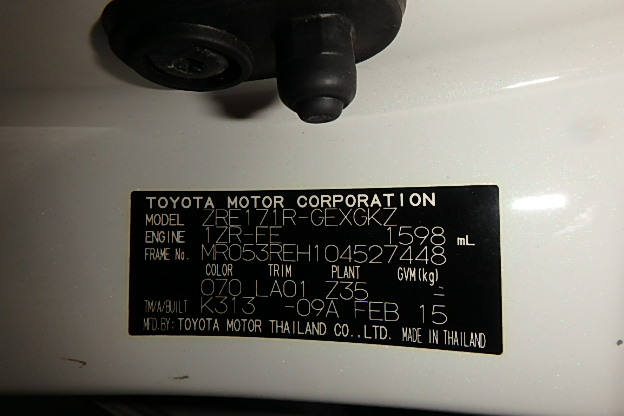 TOYOTA MOTOR CORPORATION
MODEL ZRE171R-GEXGKZ
ENGINE 1ZR-FE 1598 mL
FRAME No. MR053REH104527448
COLOR TRIM PLANT GVM(kg)
070 LA01 Z35 -
TM/A/BUILT K313 -09A FEB 15
MFD.BY: TOYOTA MOTOR THAILAND CO.,LTD. MADE IN THAILAND